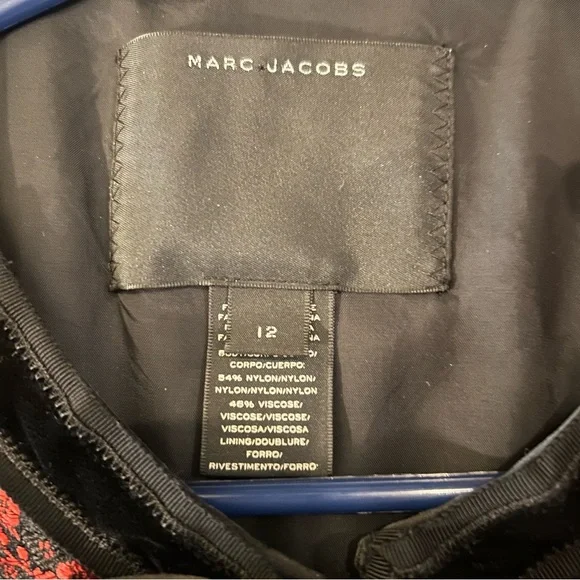 MARC JACOBS
12
CORPO/CUERPO:
54% NYLON/NYLON/
NYLON/NYLON/NYLON
46% VISCOSE/
VISCOSE/VISCOSE/
VISCOSA/VISCOSA
LINING/DOUBLURE/
FORRO/
RIVESTIMENTO/FORRO: